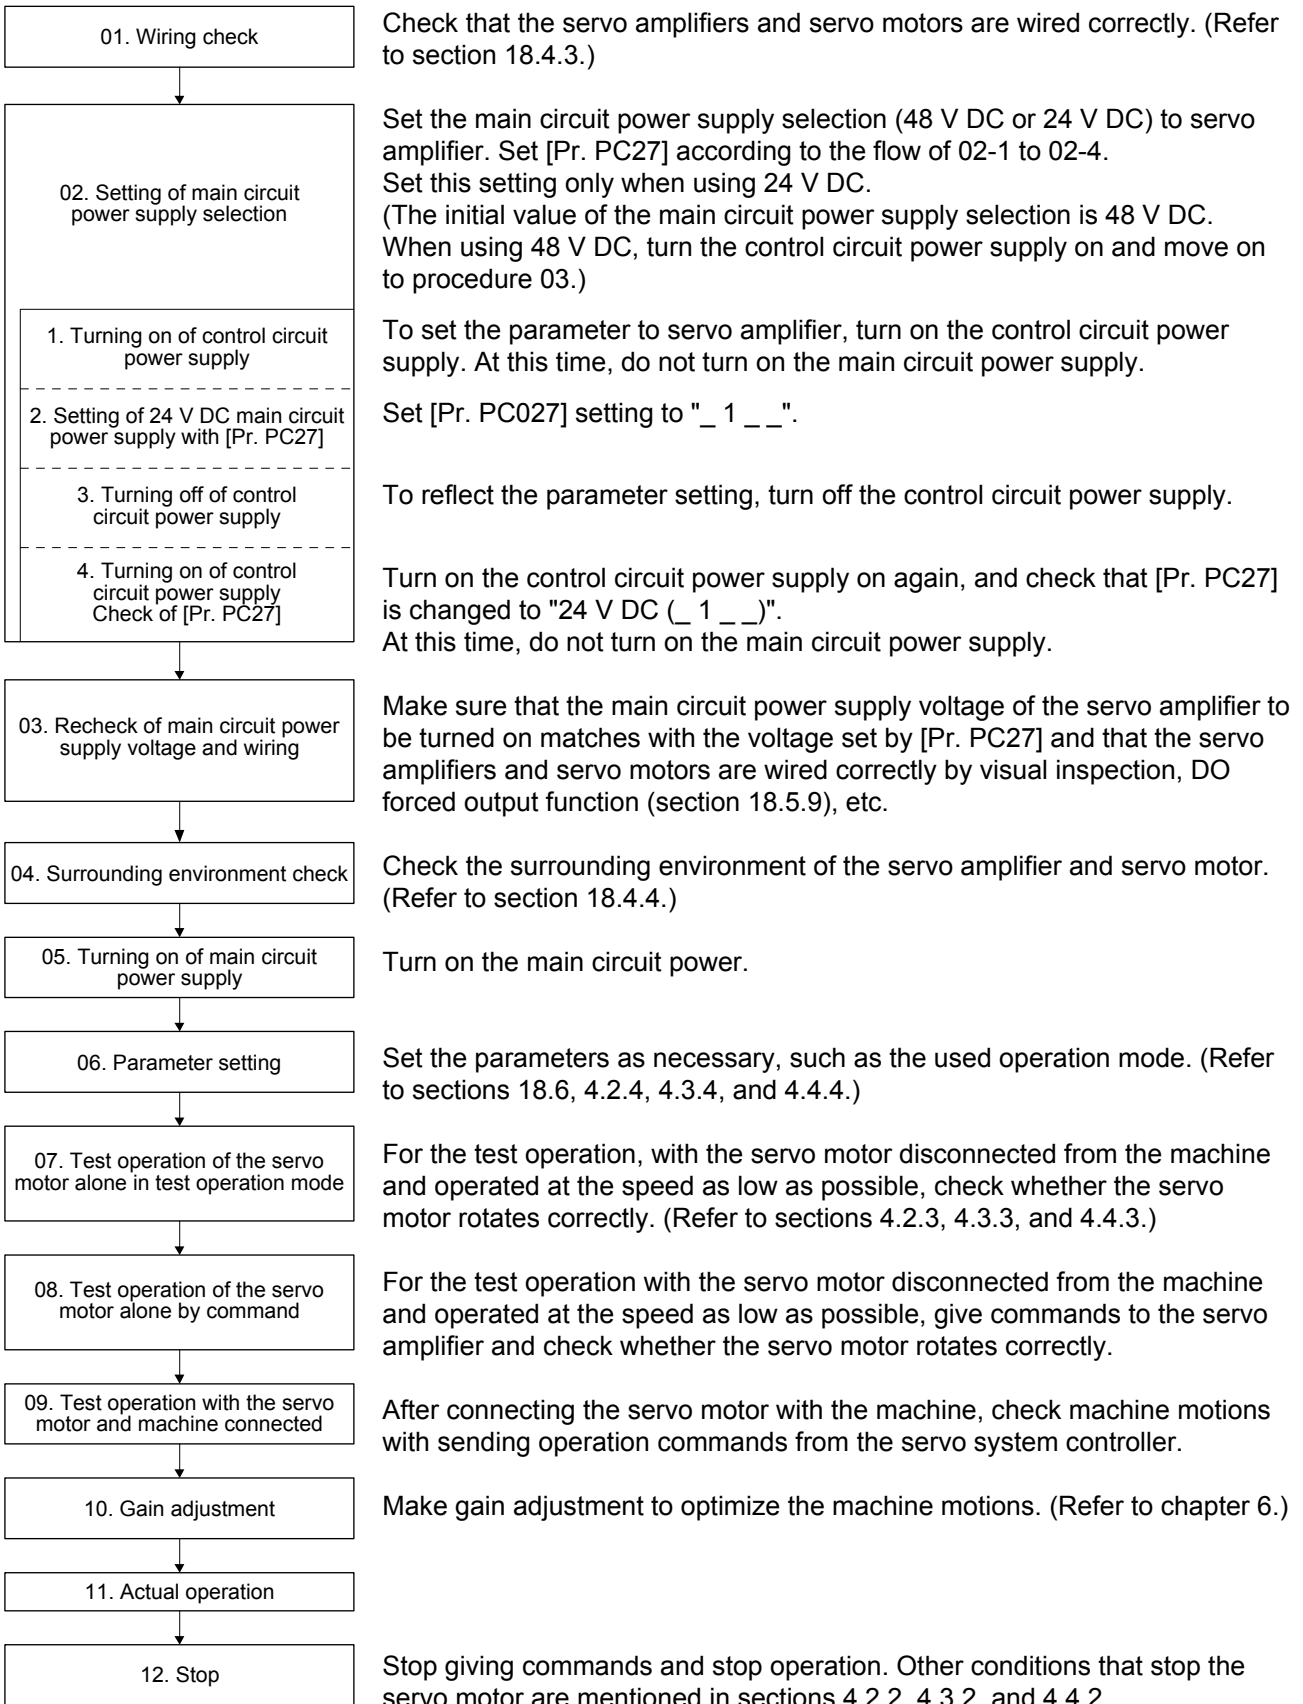 01. Wiring check
Check that the servo amplifiers and servo motors are wired correctly. (Refer
to section 18.4.3.)
02. Setting of main circuit
power supply selection
Set the main circuit power supply selection (48 V DC or 24 V DC) to servo
amplifier. Set [Pr. PC27] according to the flow of 02-1 to 02-4.
Set this setting only when using 24 V DC.
(The initial value of the main circuit power supply selection is 48 V DC.
When using 48 V DC, turn the control circuit power supply on and move on
to procedure 03.)
1. Turning on of control circuit
power supply
To set the parameter to servo amplifier, turn on the control circuit power
supply. At this time, do not turn on the main circuit power supply.
2. Setting of 24 V DC main circuit
power supply with [Pr. PC27]
Set [Pr. PC027] setting to "_ 1 _ _".
3. Turning off of control
circuit power supply
To reflect the parameter setting, turn off the control circuit power supply.
4. Turning on of control
circuit power supply
Check of [Pr. PC27]
Turn on the control circuit power supply on again, and check that [Pr. PC27]
is changed to "24 V DC (_ 1 _ _)".
At this time, do not turn on the main circuit power supply.
03. Recheck of main circuit power
supply voltage and wiring
Make sure that the main circuit power supply voltage of the servo amplifier to
be turned on matches with the voltage set by [Pr. PC27] and that the servo
amplifiers and servo motors are wired correctly by visual inspection, DO
forced output function (section 18.5.9), etc.
04. Surrounding environment check
Check the surrounding environment of the servo amplifier and servo motor.
(Refer to section 18.4.4.)
05. Turning on of main circuit
power supply
Turn on the main circuit power.
06. Parameter setting
Set the parameters as necessary, such as the used operation mode. (Refer
to sections 18.6, 4.2.4, 4.3.4, and 4.4.4.)
07. Test operation of the servo
motor alone in test operation mode
For the test operation, with the servo motor disconnected from the machine
and operated at the speed as low as possible, check whether the servo
motor rotates correctly. (Refer to sections 4.2.3, 4.3.3, and 4.4.3.)
08. Test operation of the servo
motor alone by command
For the test operation with the servo motor disconnected from the machine
and operated at the speed as low as possible, give commands to the servo
amplifier and check whether the servo motor rotates correctly.
09. Test operation with the servo
motor and machine connected
After connecting the servo motor with the machine, check machine motions
with sending operation commands from the servo system controller.
10. Gain adjustment
Make gain adjustment to optimize the machine motions. (Refer to chapter 6.)
11. Actual operation
12. Stop
Stop giving commands and stop operation. Other conditions that stop the
servo motor are mentioned in sections 4.2.2, 4.3.2, and 4.4.2.